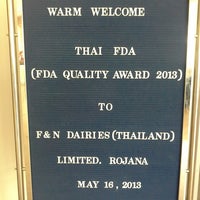 WARM WELCOME
THAI FDA
(FDA QUALITY AWARD 2013)
TO
F&N DAIRIES (THAILAND)
LIMITED. ROJANA
MAY 16, 2013